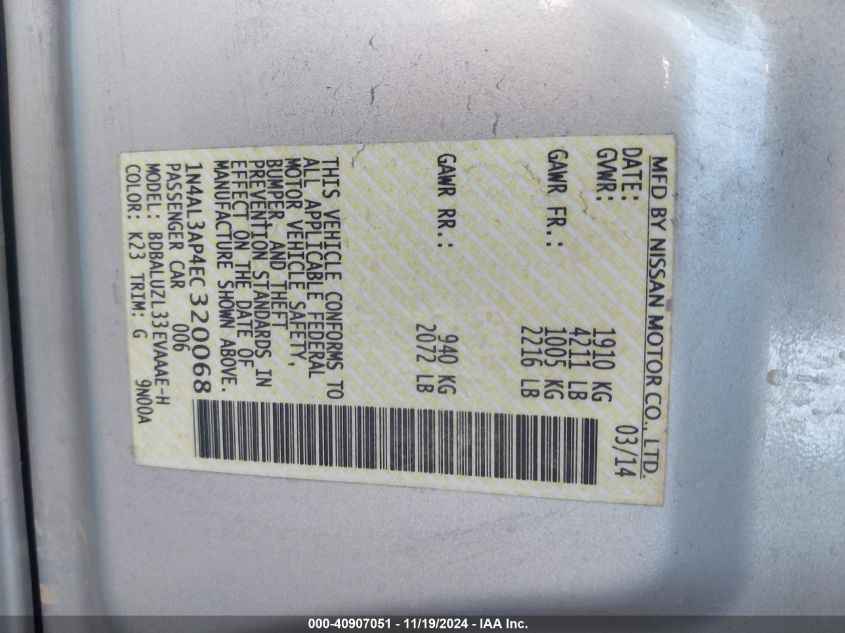 MFD BY NISSAN MOTOR CO., LTD.
DATE: 03/14
GVWR: 1910 KG
4211 LB
GAWR FR.: 1005 KG
2216 LB
GAWR RR.: 940 KG
2072 LB
THIS VEHICLE CONFORMS TO
ALL APPLICABLE FEDERAL
MOTOR VEHICLE SAFETY,
BUMPER, AND THEFT
PREVENTION STANDARDS IN
EFFECT ON THE DATE OF
MANUFACTURE SHOWN ABOVE.
1N4AL3AP4EC320068
PASSENGER CAR 006
MODEL: BDBALUZL33EVAAAE-H
COLOR: K23 TRIM: G 9N00A
000-40907051 - 11/19/2024 - IAA Inc.